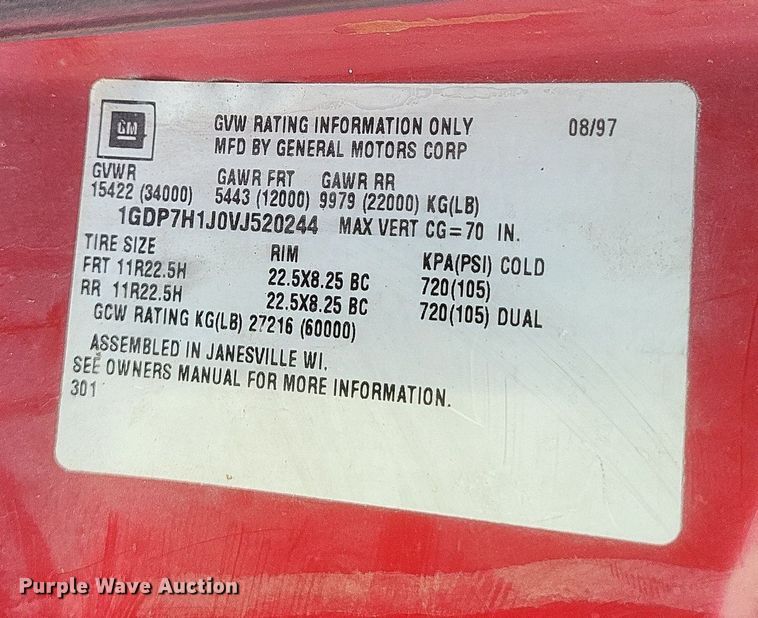 GM
GVW RATING INFORMATION ONLY 08/97
MFD BY GENERAL MOTORS CORP
GVWR GAWR FRT GAWR RR
15422 (34000) 5443 (12000) 9979 (22000) KG(LB)
1GDP7H1J0VJ520244 MAX VERT CG=70 IN.
TIRE SIZE RIM KPA(PSI) COLD
FRT 11R22.5H 22.5X8.25 BC 720(105)
RR 11R22.5H 22.5X8.25 BC 720(105) DUAL
GCW RATING KG(LB) 27216 (60000)
ASSEMBLED IN JANESVILLE WI.
SEE OWNERS MANUAL FOR MORE INFORMATION.
301
Purple Wave Auction